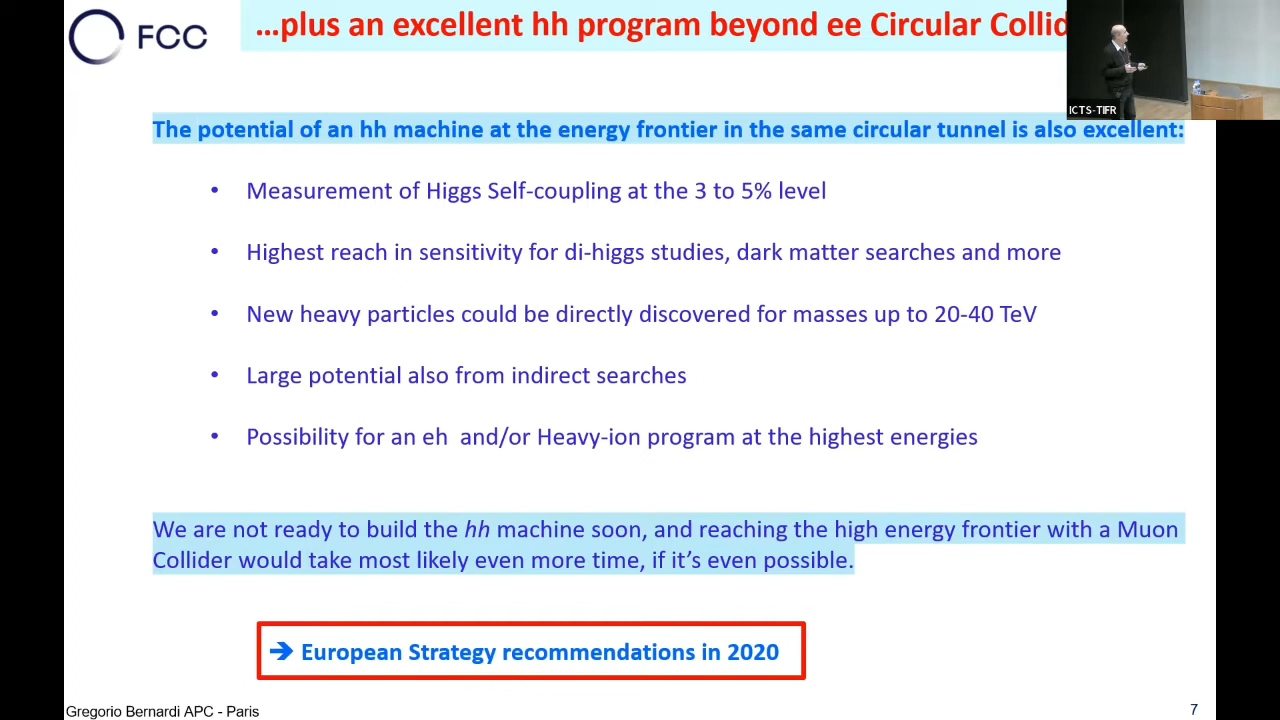 FCC
…plus an excellent hh program beyond ee Circular
ICTS-TIFR
The potential of an hh machine at the energy frontier in the same circular tunnel is also excellent:
• Measurement of Higgs Self-coupling at the 3 to 5% level
• Highest reach in sensitivity for di-higgs studies, dark matter searches and more
• New heavy particles could be directly discovered for masses up to 20-40 TeV
• Large potential also from indirect searches
• Possibility for an eh and/or Heavy-ion program at the highest energies
We are not ready to build the hh machine soon, and reaching the high energy frontier with a Muon
Collider would take most likely even more time, if it’s even possible.
➔ European Strategy recommendations in 2020
Gregorio Bernardi APC - Paris
7